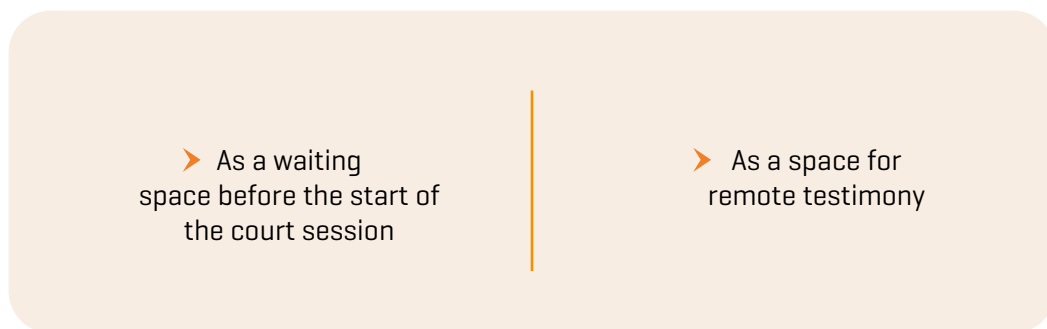 As a waiting
space before the start of
the court session
As a space for
remote testimony